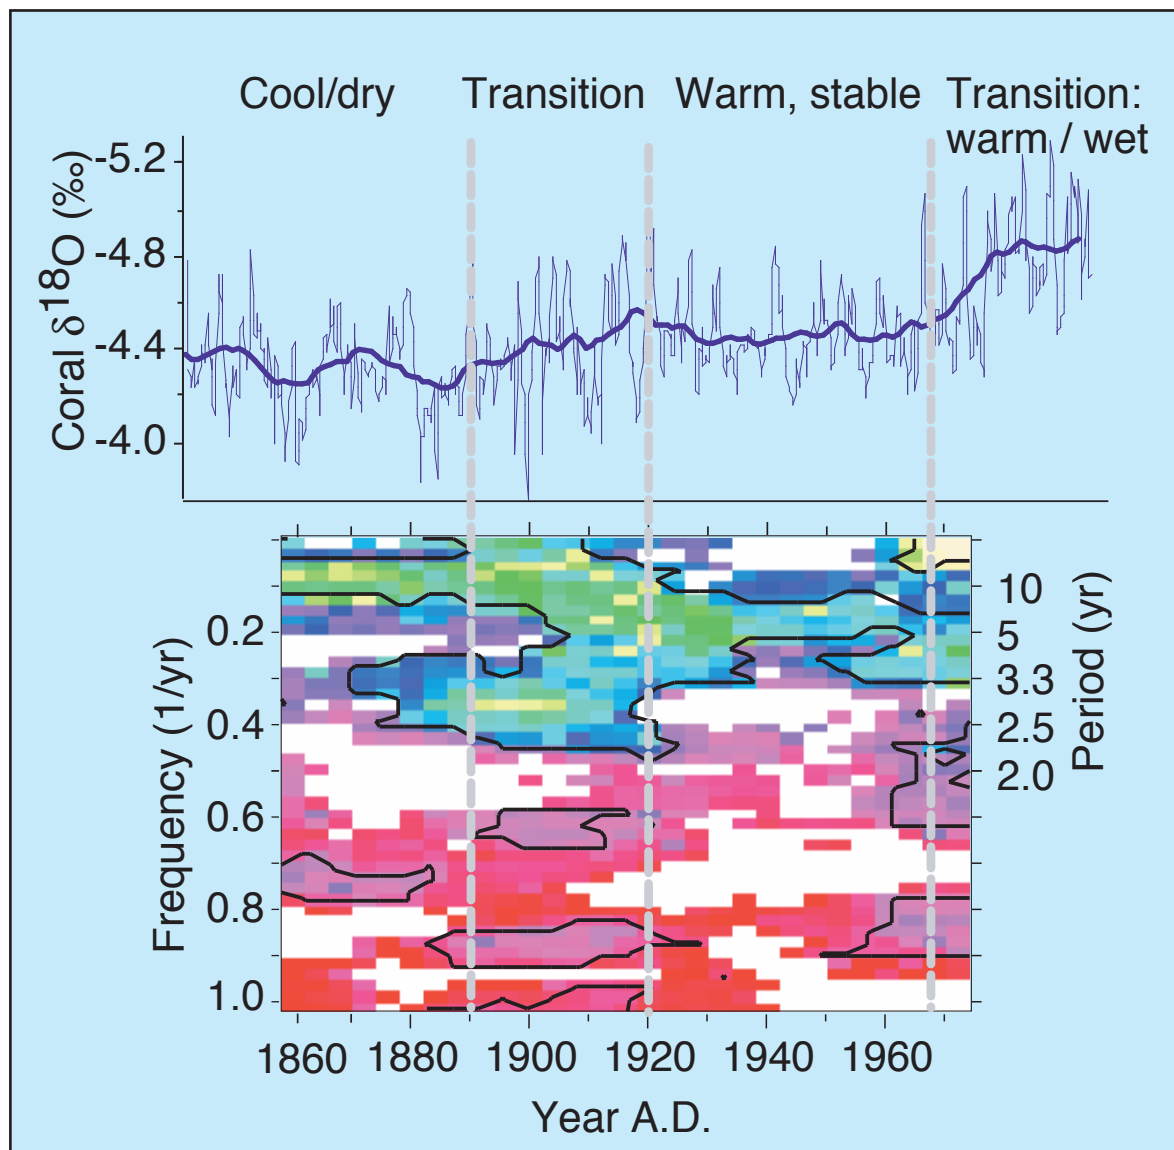 Cool/dry
Transition
Warm, stable
Transition:
warm / wet
Coral δ18O (‰)
-5.2
-4.8
-4.4
-4.0
Frequency (1/yr)
0.2
0.4
0.6
0.8
1.0
10
5
3.3
2.5
2.0
Period (yr)
1860
1880
1900
1920
1940
1960
Year A.D.